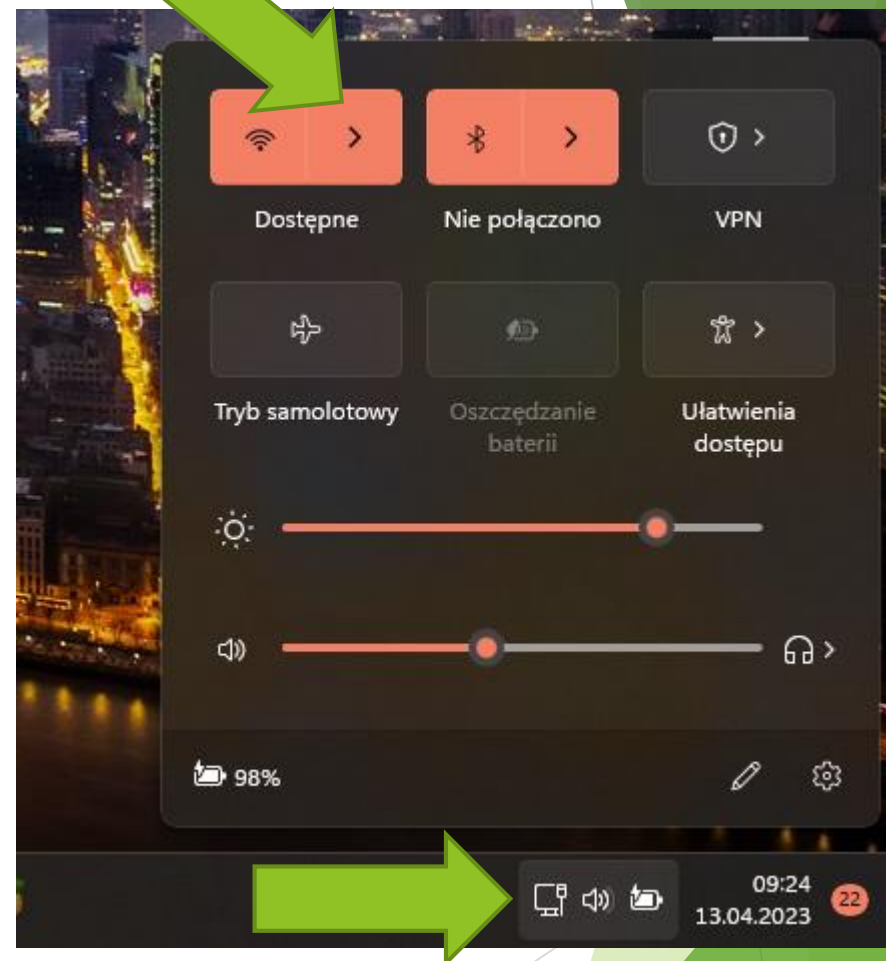 Dostępne
Nie połączono
VPN
Tryb samolotowy
Oszczędzanie
baterii
Ułatwienia
dostępu
98%
09:24
13.04.2023
22